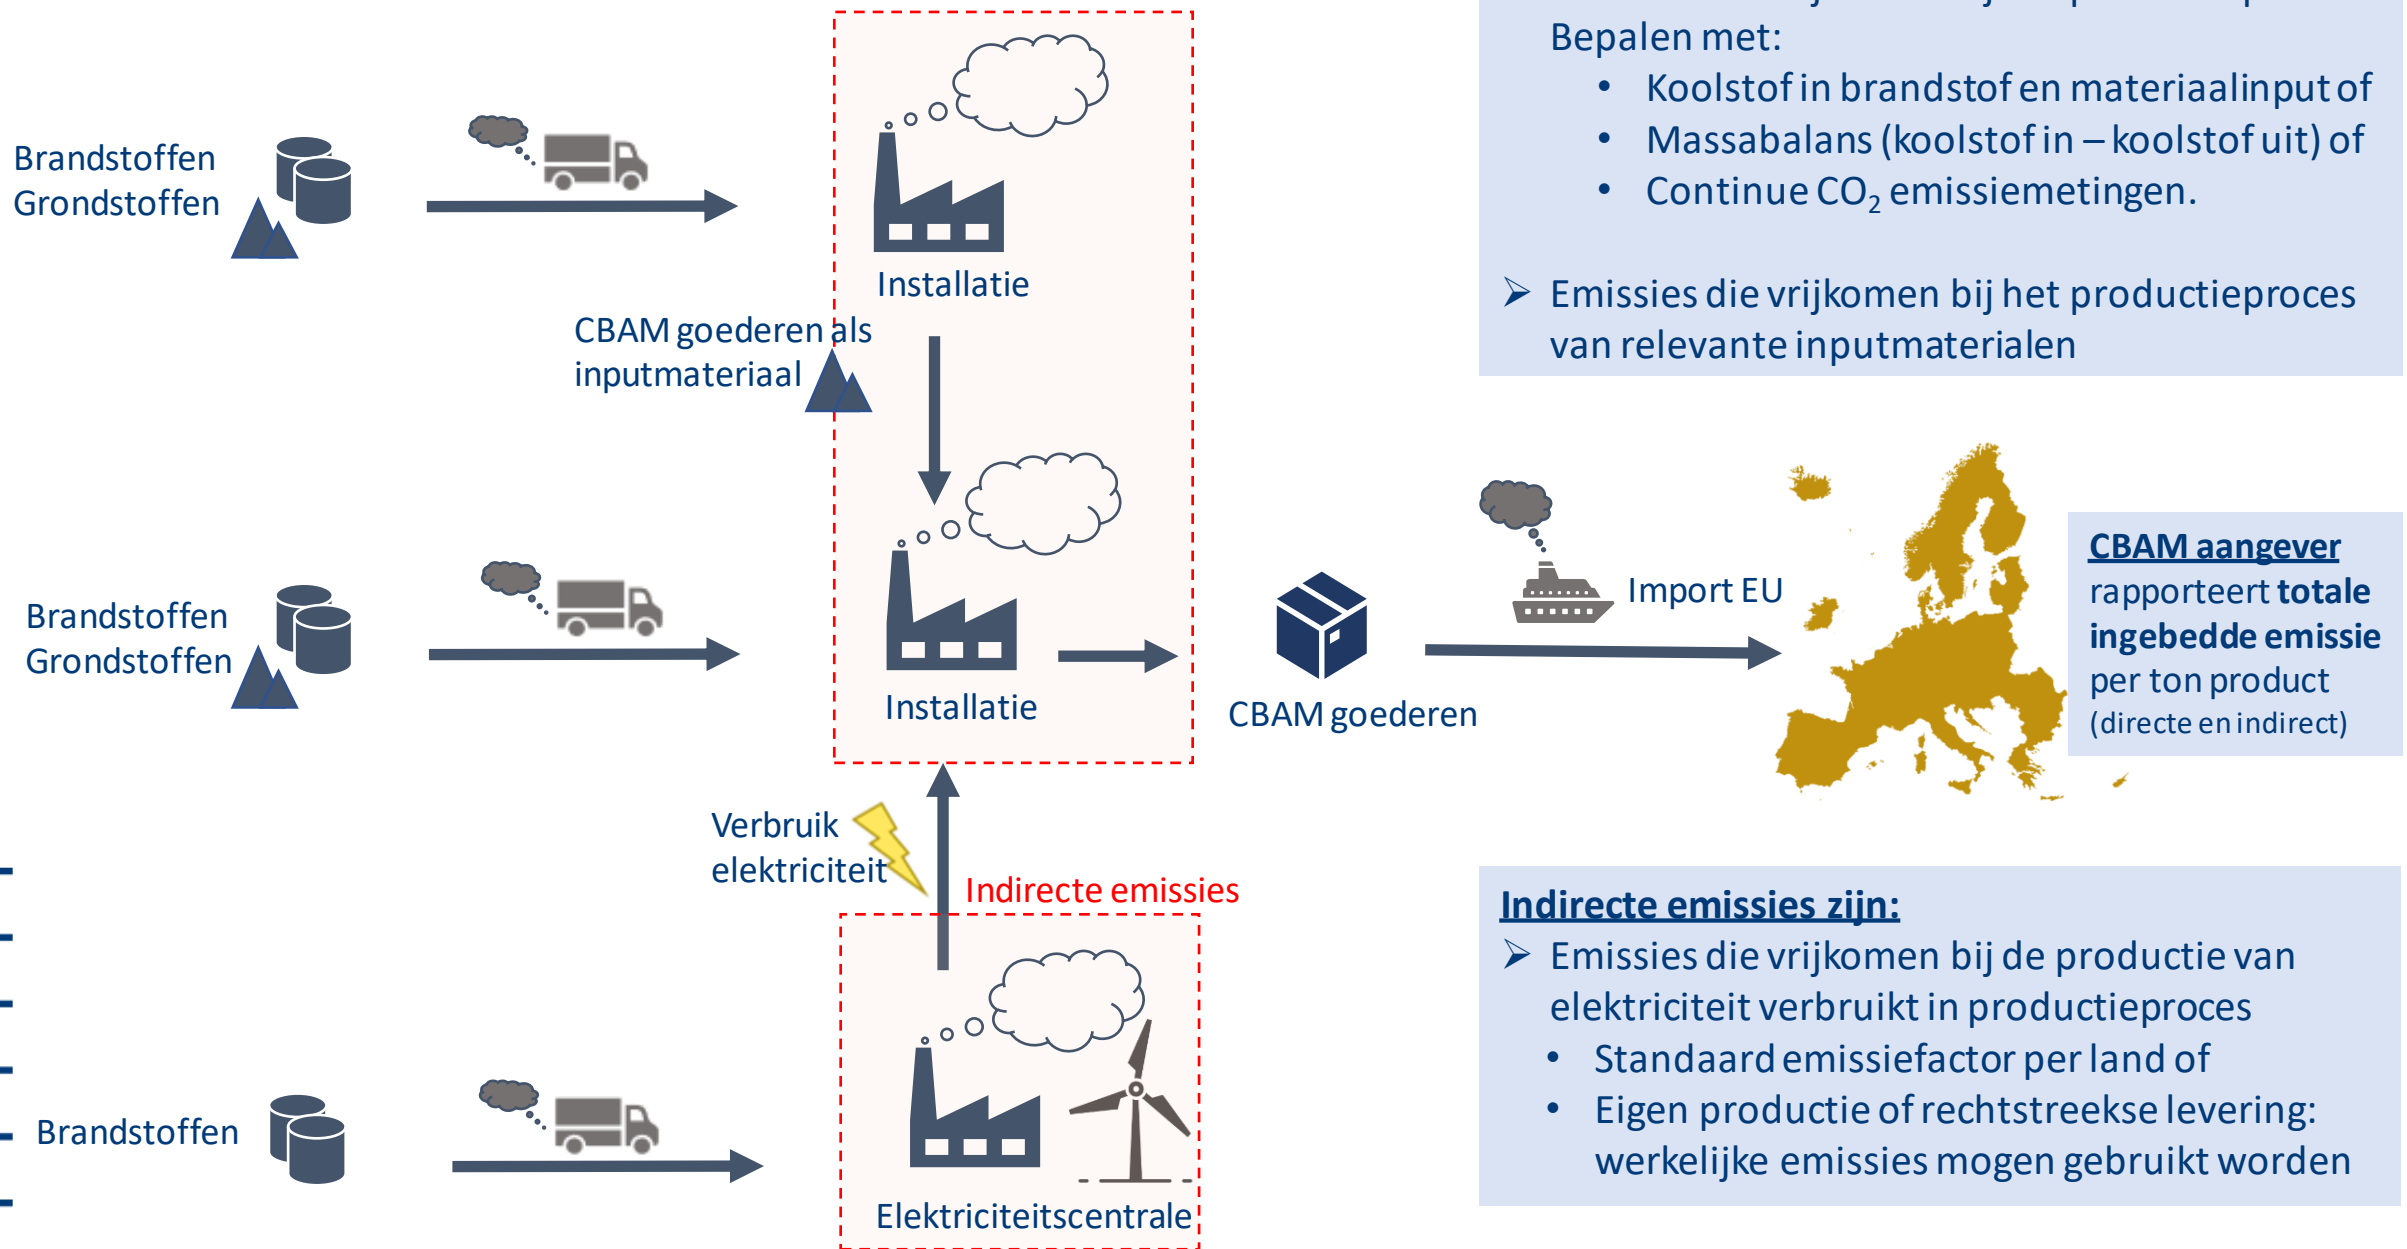 Bepalen met:
• Koolstof in brandstof en materiaalinput of
• Massabalans (koolstof in – koolstof uit) of
• Continue CO₂ emissiemetingen.
➢ Emissies die vrijkomen bij het productieproces
van relevante inputmaterialen
Brandstoffen
Grondstoffen
Installatie
CBAM goederen als
inputmateriaal
Brandstoffen
Grondstoffen
Installatie
CBAM goederen
Import EU
CBAM aangever
rapporteert totale
ingebedde emissie
per ton product
(directe en indirect)
Verbruik
elektriciteit
Indirecte emissies
Brandstoffen
Elektriciteitscentrale
Indirecte emissies zijn:
➢ Emissies die vrijkomen bij de productie van
elektriciteit verbruikt in productieproces
• Standaard emissiefactor per land of
• Eigen productie of rechtstreekse levering:
werkelijke emissies mogen gebruikt worden